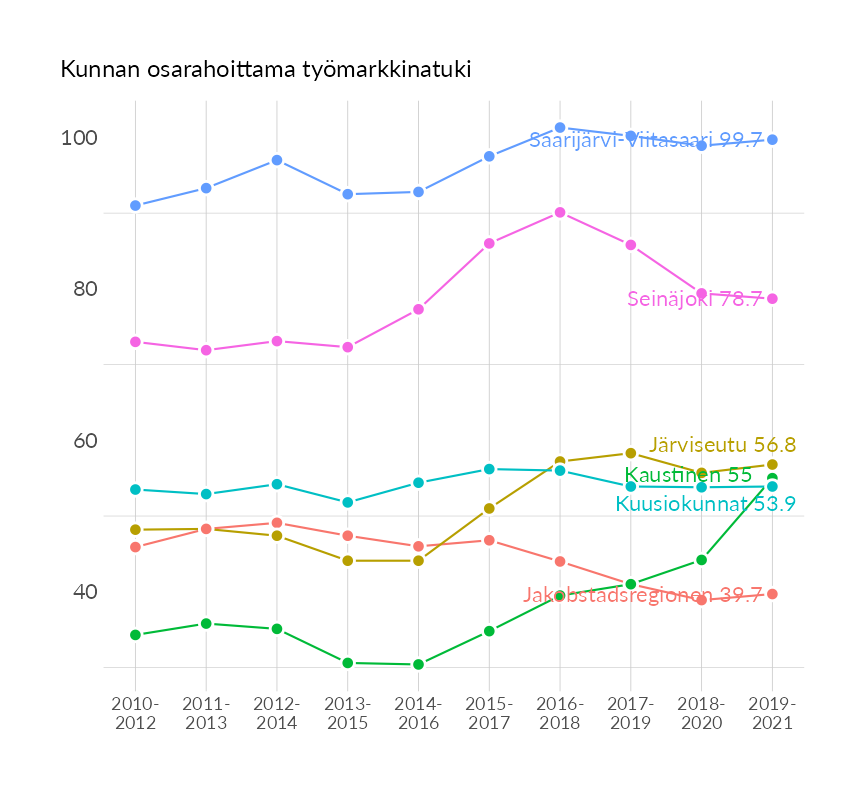 Kunnan osarahoittama työmarkkinatuki
100
80
60
40
Saarijärvi-Viitasaari 99.7
Seinäjoki 78.7
Järviseutu 56.8
Kaustinen 55
Kuusiokunnat 53.9
Jakobstadsregionen 39.7
2010-2012
2011-2013
2012-2014
2013-2015
2014-2016
2015-2017
2016-2018
2017-2019
2018-2020
2019-2021